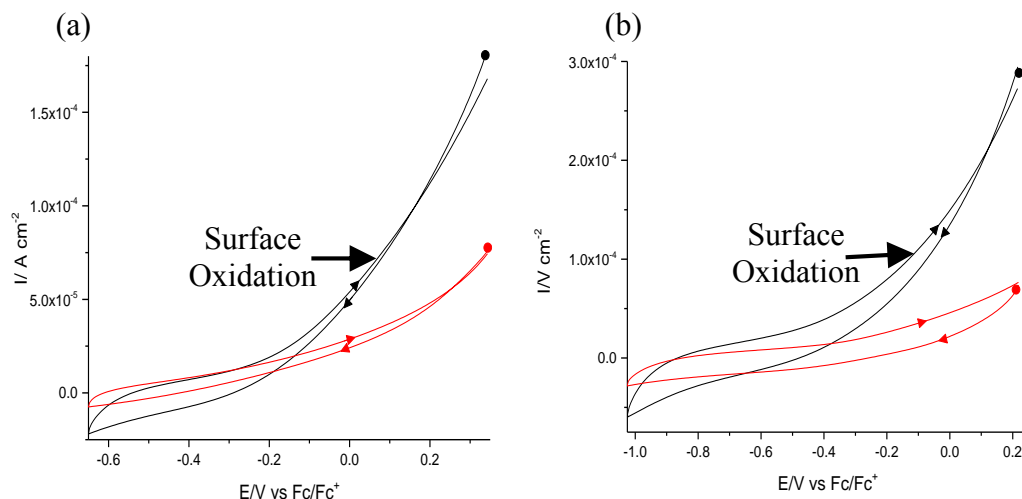 (a)
1.5x10⁻⁴
1.0x10⁻⁴
5.0x10⁻⁵
0.0
I/ A cm⁻²
Surface
Oxidation
-0.6
-0.4
-0.2
0.0
0.2
E/V vs Fc/Fc⁺
(b)
3.0x10⁻⁴
2.0x10⁻⁴
1.0x10⁻⁴
0.0
I/V cm⁻²
Surface
Oxidation
-1.0
-0.8
-0.6
-0.4
-0.2
0.0
0.2
E/V vs Fc/Fc⁺